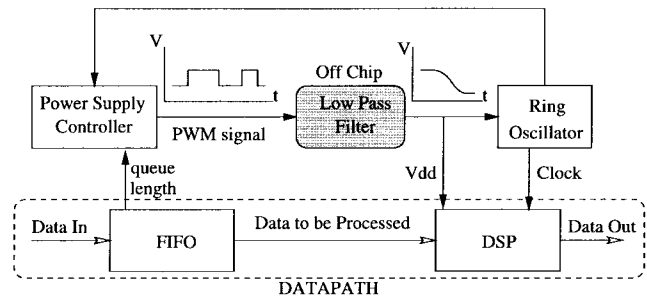 V
t
Power Supply
Controller
PWM signal
Off Chip
Low Pass
Filter
V
t
Ring
Oscillator
queue
length
Vdd
Clock
Data In
FIFO
Data to be Processed
DSP
Data Out
DATAPATH